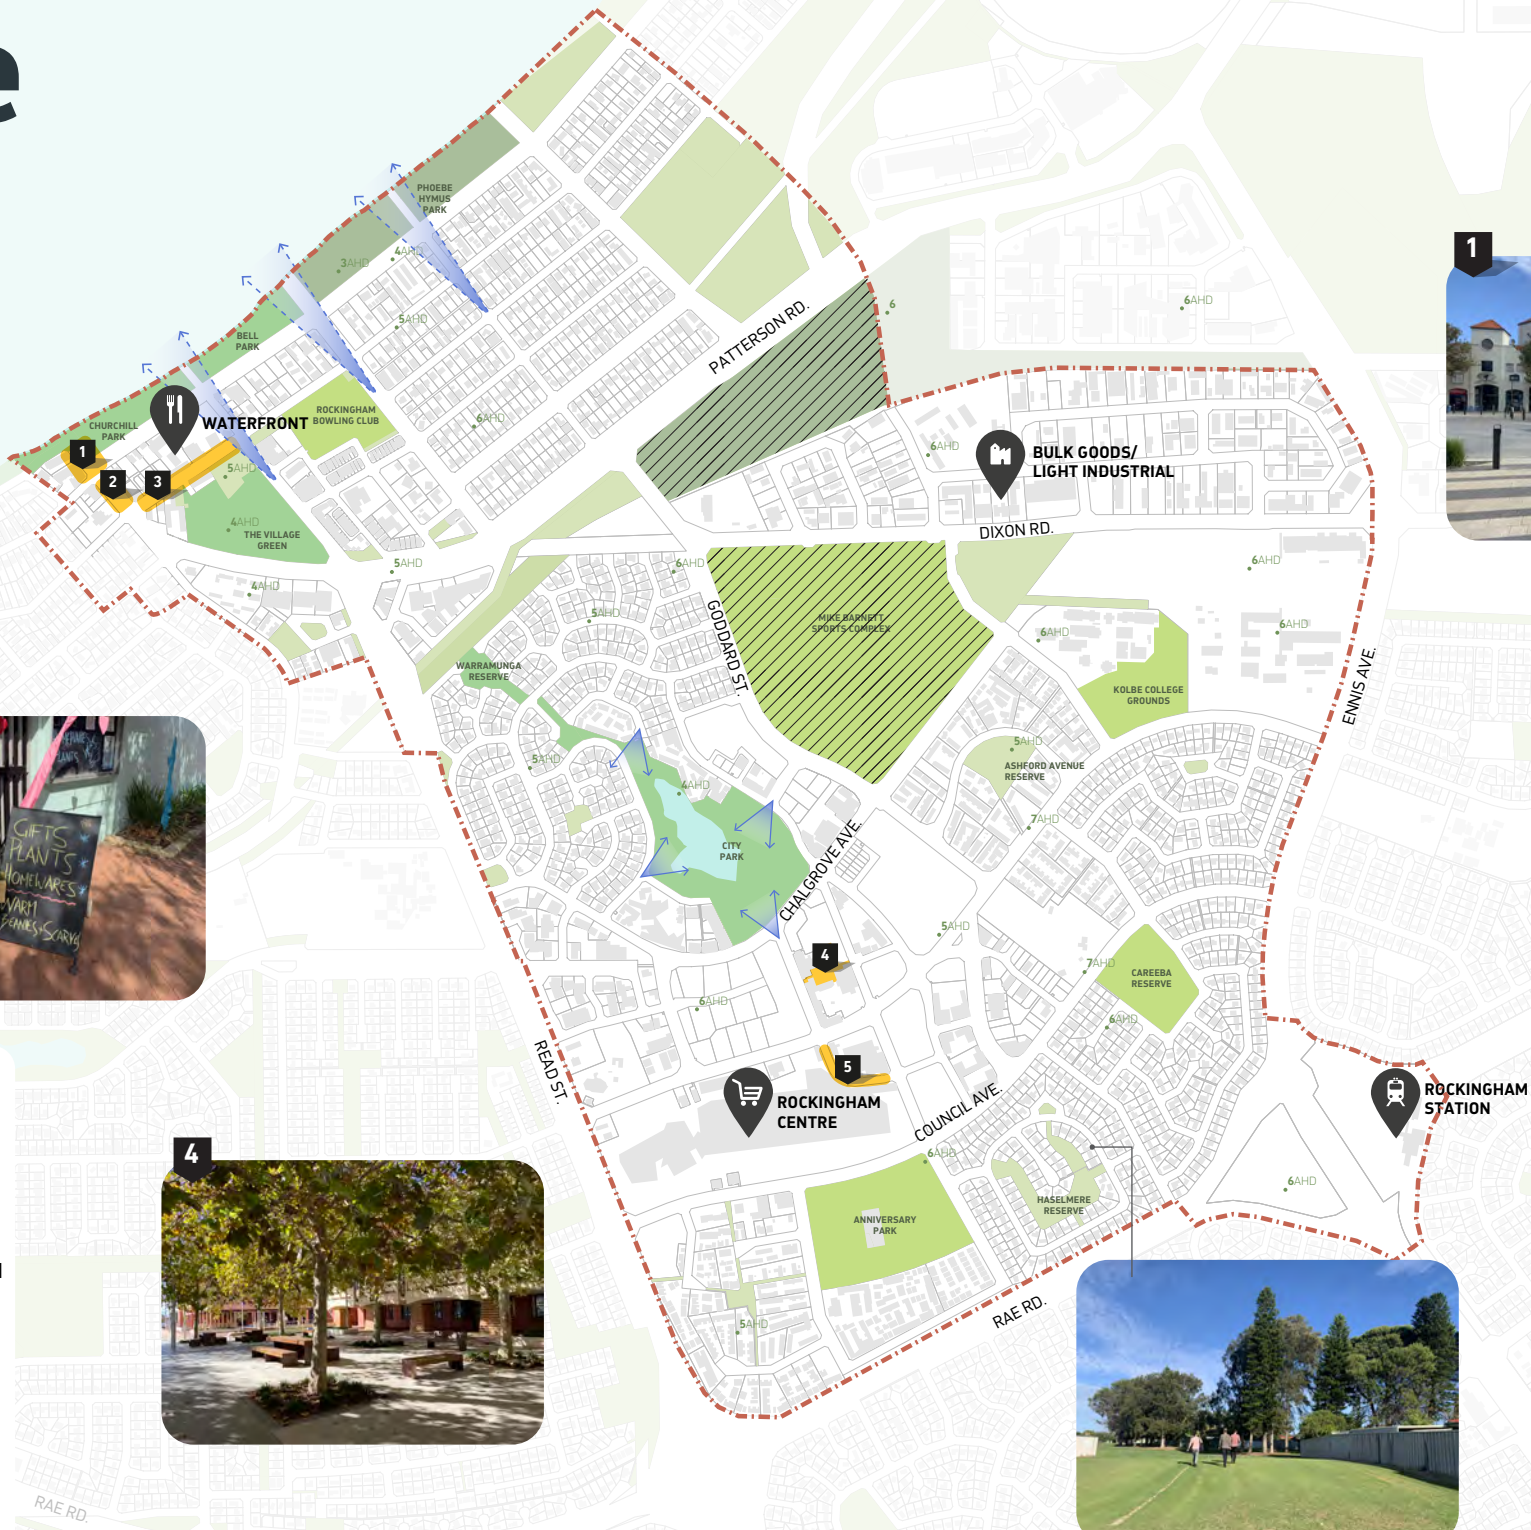 e
PHOEBE
HYMUS
PARK
4AHD
3AHD
5AHD
BELL
PARK
6
6AHD
PATTERSON RD.
1
ROCKINGHAM
BOWLING CLUB
WATERFRONT
CHURCHILL
PARK
6AHD
1
2
3
5AHD
6AHD
BULK GOODS/
LIGHT INDUSTRIAL
4AHD
THE VILLAGE
GREEN
DIXON RD.
5AHD
6AHD
6AHD
4AHD
5AHD
GODDARD ST.
MIKE BARNETT
SPORTS COMPLEX
6AHD
6AHD
WARRAMUNGA
RESERVE
KOLBE COLLEGE
GROUNDS
ENNIS AVE.
5AHD
5AHD
ASHFORD AVENUE
RESERVE
4AHD
7AHD
CITY
PARK
CHALGROVE AVE.
PLANTS
GIFTS
PLANTS
HOMEWARES
WARM
BEANIES & SCARVES
5AHD
4
7AHD
CAREEBA
RESERVE
6AHD
6AHD
READ ST.
5
ROCKINGHAM
CENTRE
COUNCIL AVE.
ROCKINGHAM
STATION
6AHD
4
6AHD
HASELMERE
RESERVE
ANNIVERSARY
PARK
5AHD
RAE RD.
RAE RD.